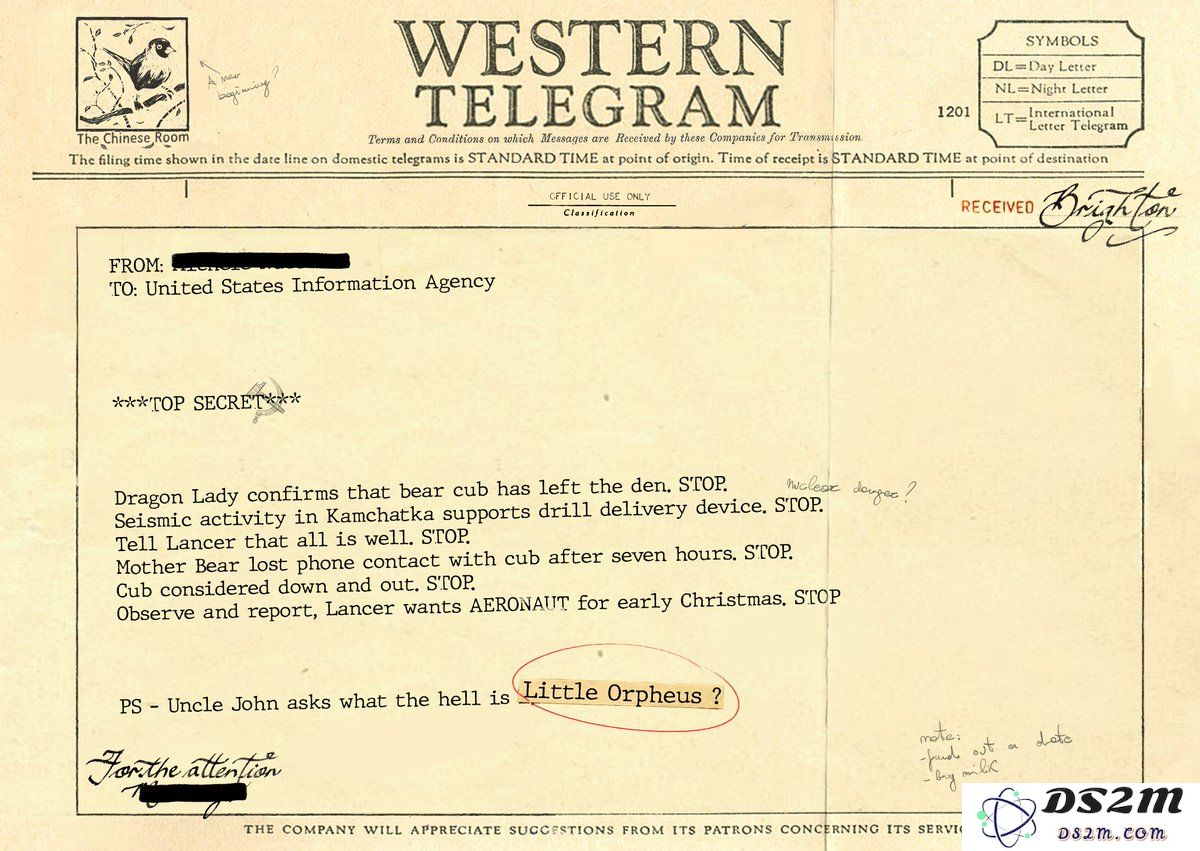 WESTERN
TELEGRAM
The Chinese Room
A new
beginning?
Terms and Conditions on which Messages are Received by these Companies for Transmission
SYMBOLS
DL=Day Letter
NL=Night Letter
LT=International
Letter Telegram
1201
The filing time shown in the date line on domestic telegrams is STANDARD TIME at point of origin. Time of receipt is STANDARD TIME at point of destination
OFFICIAL USE ONLY
Classification
RECEIVED Brighton
FROM:
TO: United States Information Agency
***TOP SECRET***
Dragon Lady confirms that bear cub has left the den. STOP.
nuclear danger?
Seismic activity in Kamchatka supports drill delivery device. STOP.
Tell Lancer that all is well. STOP.
Mother Bear lost phone contact with cub after seven hours. STOP.
Cub considered down and out. STOP.
Observe and report, Lancer wants AERONAUT for early Christmas. STOP
PS - Uncle John asks what the hell is Little Orpheus ?
For the attention
note:
-find out a date
-buy milk
THE COMPANY WILL APPRECIATE SUGGESTIONS FROM ITS PATRONS CONCERNING ITS
DS2M
DS2M.COM